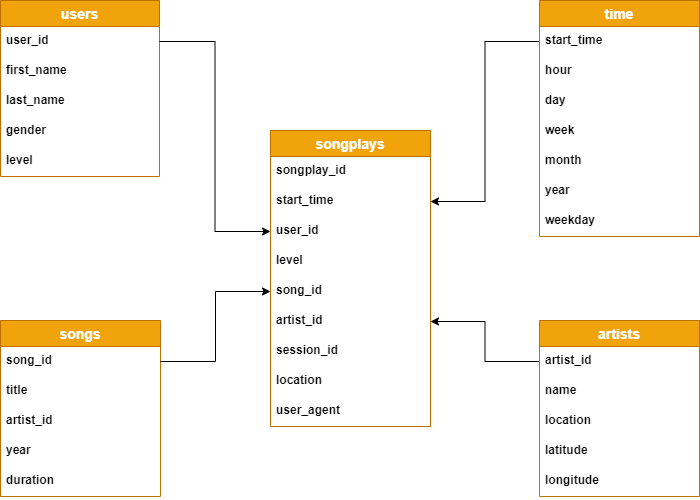 users
user_id
first_name
last_name
gender
level
time
start_time
hour
day
week
month
year
weekday
songplays
songplay_id
start_time
user_id
level
song_id
artist_id
session_id
location
user_agent
songs
song_id
title
artist_id
year
duration
artists
artist_id
name
location
latitude
longitude